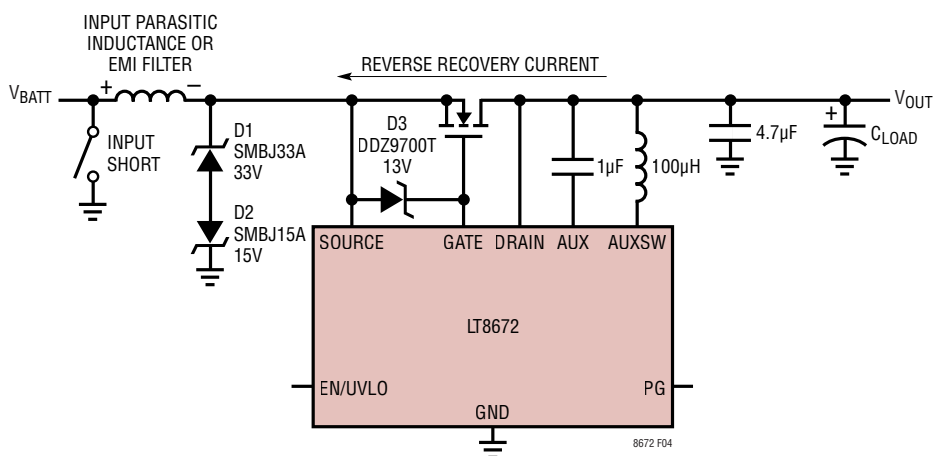 INPUT PARASITIC
INDUCTANCE OR
EMI FILTER
REVERSE RECOVERY CURRENT
VBATT
+
−
VOUT
INPUT
SHORT
D1
SMBJ33A
33V
D2
SMBJ15A
15V
D3
DDZ9700T
13V
1µF
100µH
4.7µF
+
CLOAD
SOURCE
GATE
DRAIN
AUX
AUXSW
LT8672
EN/UVLO
PG
GND
8672 F04